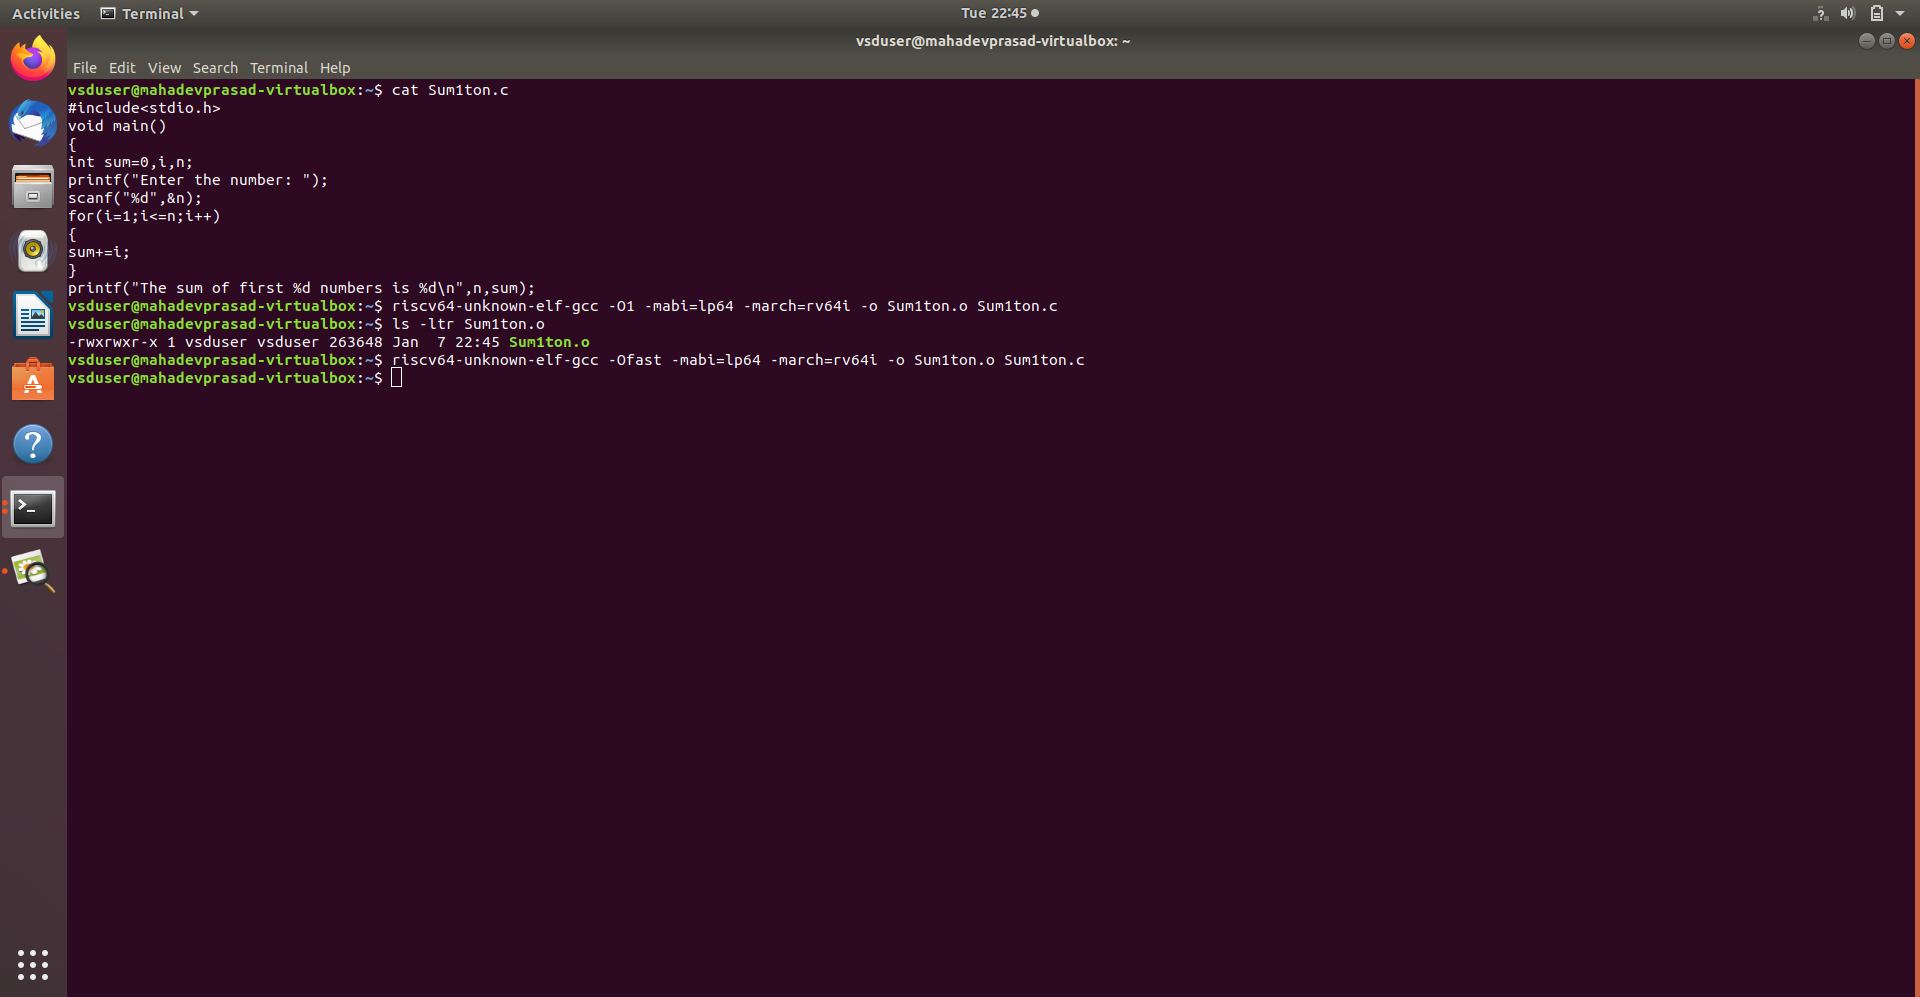 Activities Terminal Tue 22:45
vsduser@mahadevprasad-virtualbox: ~
File Edit View Search Terminal Help
vsduser@mahadevprasad-virtualbox:~$ cat Sum1ton.c
#include<stdio.h>
void main()
{
int sum=0,i,n;
printf("Enter the number: ");
scanf("%d",&n);
for(i=1;i<=n;i++)
{
sum+=i;
}
printf("The sum of first %d numbers is %d\n",n,sum);
vsduser@mahadevprasad-virtualbox:~$ riscv64-unknown-elf-gcc -O1 -mabi=lp64 -march=rv64i -o Sum1ton.o Sum1ton.c
vsduser@mahadevprasad-virtualbox:~$ ls -ltr Sum1ton.o
-rwxrwxr-x 1 vsduser vsduser 263648 Jan  7 22:45 Sum1ton.o
vsduser@mahadevprasad-virtualbox:~$ riscv64-unknown-elf-gcc -Ofast -mabi=lp64 -march=rv64i -o Sum1ton.o Sum1ton.c
vsduser@mahadevprasad-virtualbox:~$